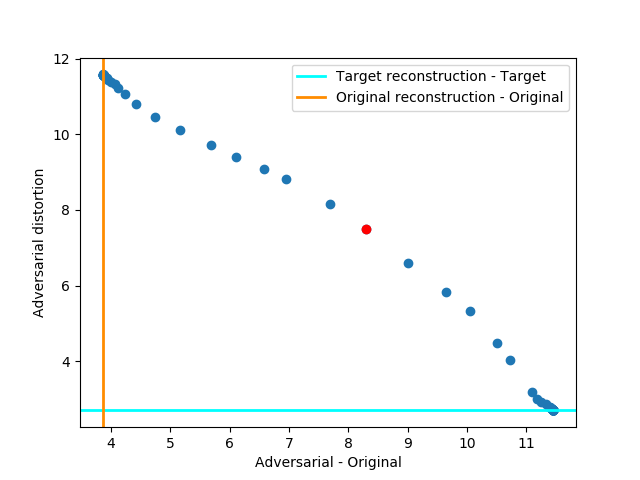 12
10
8
6
4
Adversarial distortion
Target reconstruction - Target
Original reconstruction - Original
4 5 6 7 8 9 10 11
Adversarial - Original